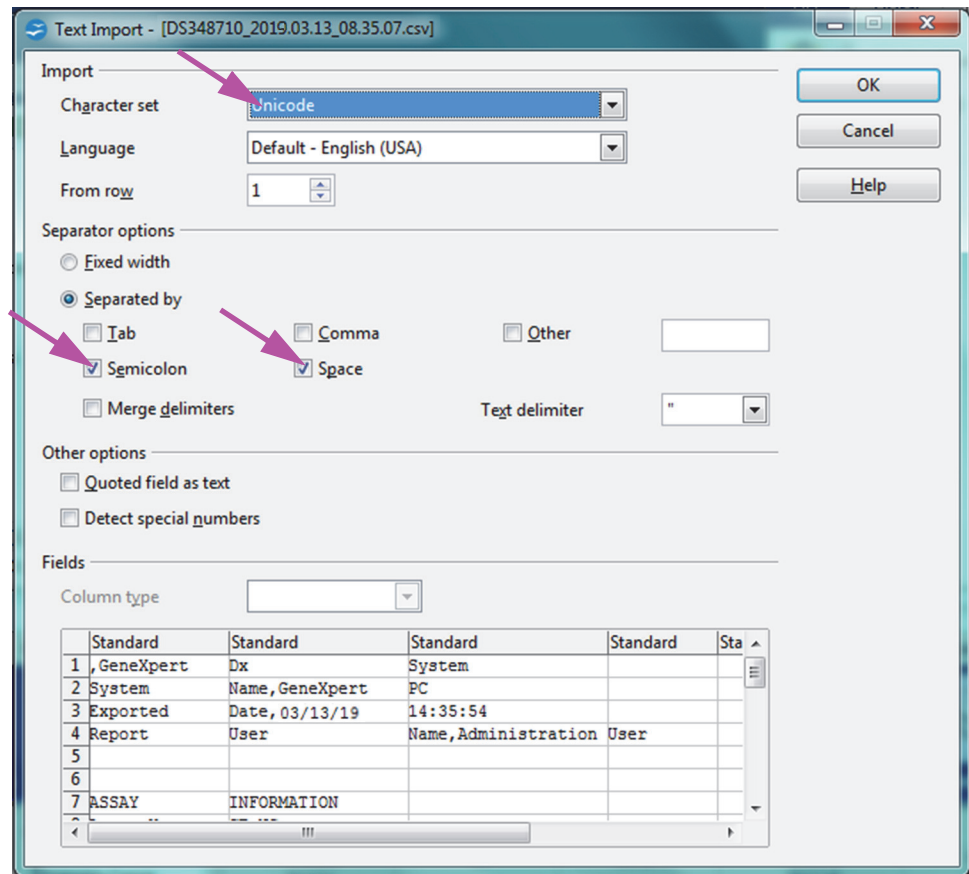 Text Import - [DS348710_2019.03.13_08.35.07.csv]
Import
Character set Unicode
Language Default - English (USA)
From row 1
OK
Cancel
Help
Separator options
Fixed width
Separated by
Tab Comma Other
Semicolon Space
Merge delimiters Text delimiter "
Other options
Quoted field as text
Detect special numbers
Fields
Column type
Standard Standard Standard Standard Sta
1 ,GeneXpert Dx System
2 System Name,GeneXpert PC
3 Exported Date,03/13/19 14:35:54
4 Report User Name,Administration User
5
6
7 ASSAY INFORMATION